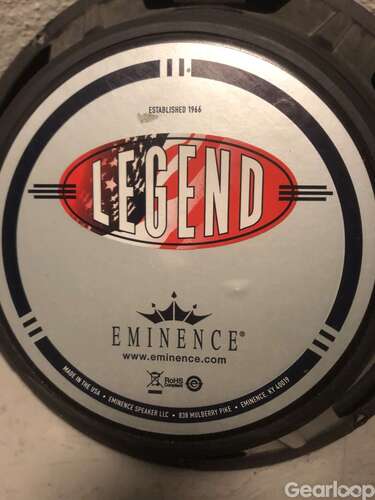 ESTABLISHED 1966
LEGEND
EMINENCE®
www.eminence.com
RoHS
Compliant
MADE IN THE USA • EMINENCE SPEAKER LLC • 838 MULBERRY PIKE • EMINENCE, KY 40019
Gearloop